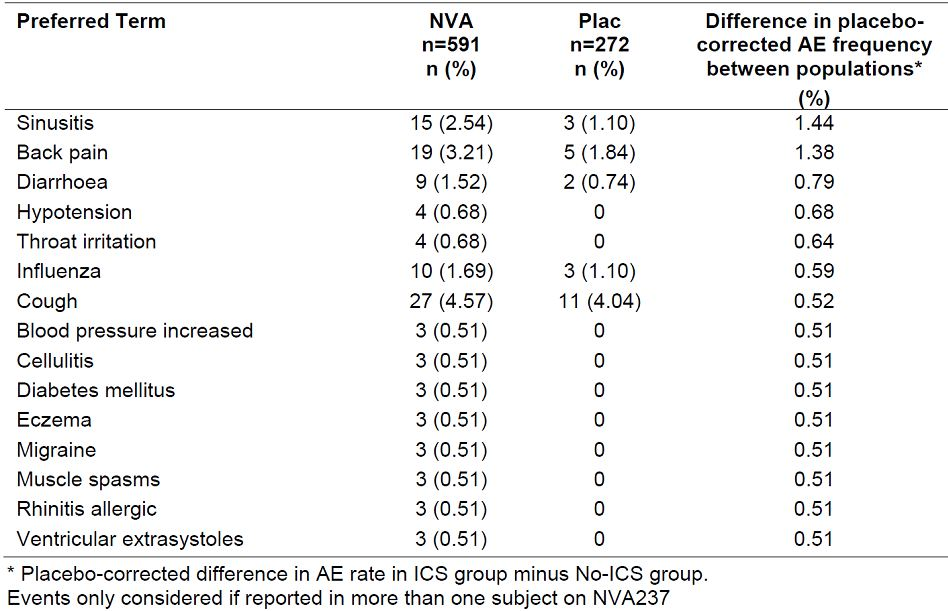 Preferred Term NVA Plac Difference in placebo-
n=591 n=272 corrected AE frequency
n (%) n (%) between populations*
(%)
Sinusitis 15 (2.54) 3 (1.10) 1.44
Back pain 19 (3.21) 5 (1.84) 1.38
Diarrhoea 9 (1.52) 2 (0.74) 0.79
Hypotension 4 (0.68) 0 0.68
Throat irritation 4 (0.68) 0 0.64
Influenza 10 (1.69) 3 (1.10) 0.59
Cough 27 (4.57) 11 (4.04) 0.52
Blood pressure increased 3 (0.51) 0 0.51
Cellulitis 3 (0.51) 0 0.51
Diabetes mellitus 3 (0.51) 0 0.51
Eczema 3 (0.51) 0 0.51
Migraine 3 (0.51) 0 0.51
Muscle spasms 3 (0.51) 0 0.51
Rhinitis allergic 3 (0.51) 0 0.51
Ventricular extrasystoles 3 (0.51) 0 0.51
* Placebo-corrected difference in AE rate in ICS group minus No-ICS group.
Events only considered if reported in more than one subject on NVA237